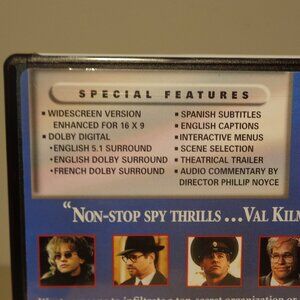 SPECIAL FEATURES
▪ WIDESCREEN VERSION
ENHANCED FOR 16 X 9
▪ DOLBY DIGITAL
▪ ENGLISH 5.1 SURROUND
▪ ENGLISH DOLBY SURROUND
▪ FRENCH DOLBY SURROUND
▪ SPANISH SUBTITLES
▪ ENGLISH CAPTIONS
▪ INTERACTIVE MENUS
▪ SCENE SELECTION
▪ THEATRICAL TRAILER
▪ AUDIO COMMENTARY BY
DIRECTOR PHILLIP NOYCE
"NON-STOP SPY THRILLS ...VAL